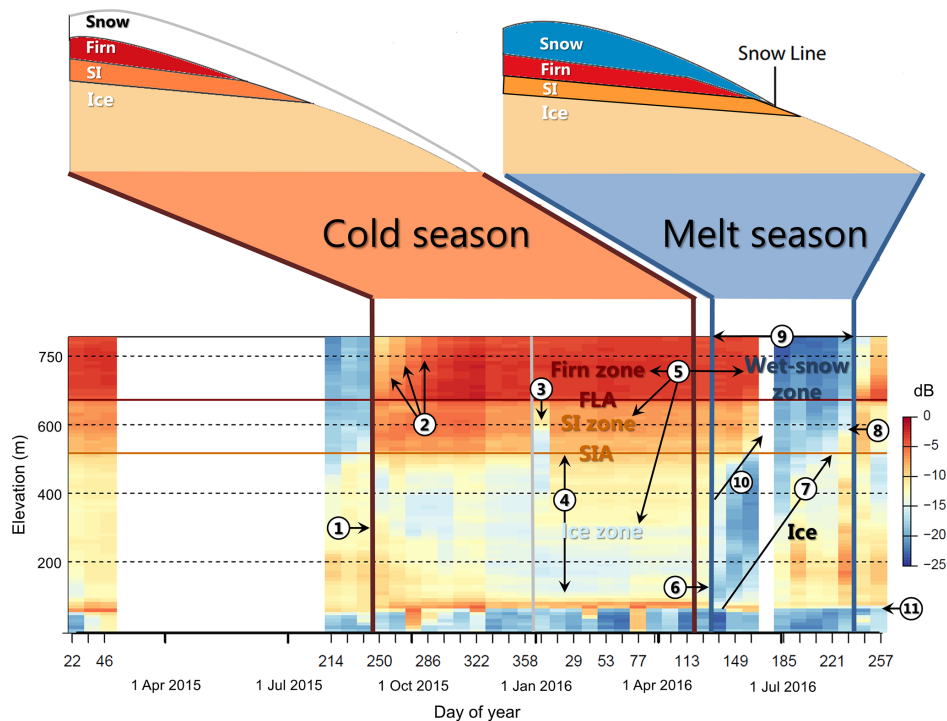 Snow
Firn
SI
Ice
Snow
Firn
SI
Ice
Snow Line
Cold season
Melt season
9
750
Firn zone
5
Wet-snow
zone
3
FLA
dB
2
600
SI zone
8
0
SIA
-5
10
7
400
4
-10
Elevation (m)
1
Ice zone
Ice
-15
200
-20
6
-25
11
22
46
214
250
286
322
358
29
53
77
113
149
185
221
257
1 Apr 2015
1 Jul 2015
1 Oct 2015
1 Jan 2016
1 Apr 2016
1 Jul 2016
Day of year